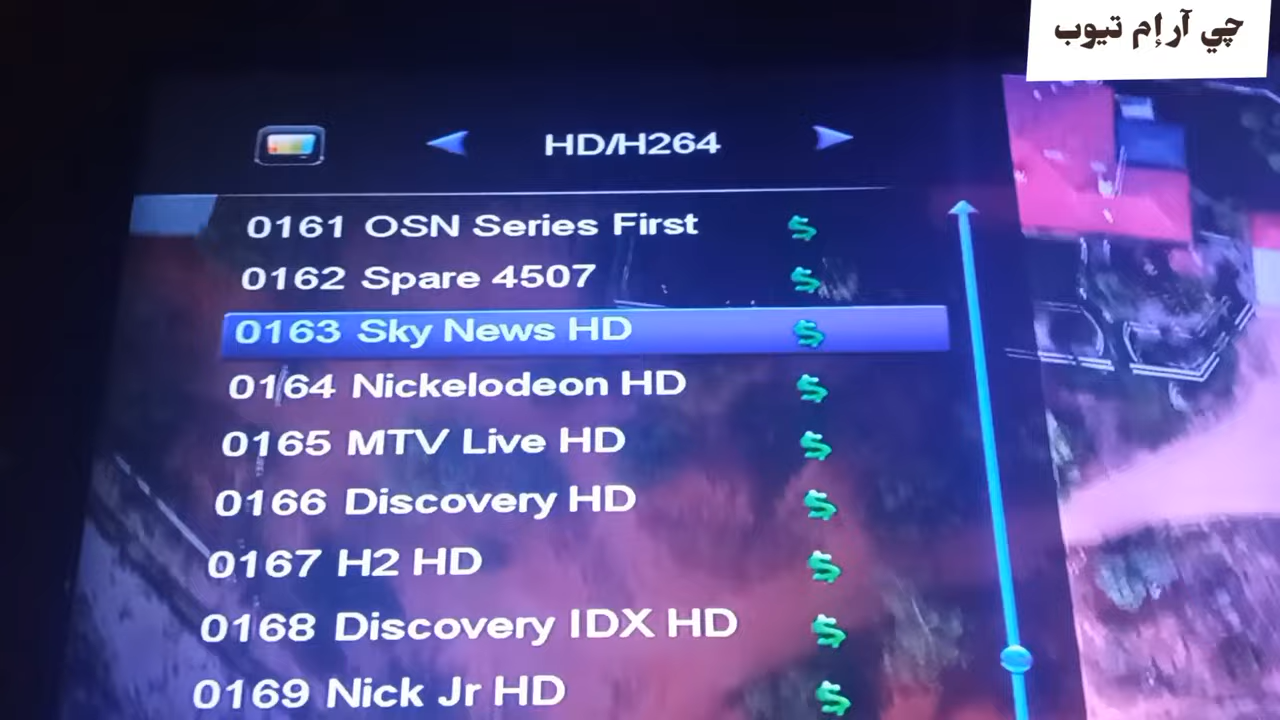 چي آرإم تيوب
HD/H264
0161 OSN Series First $
0162 Spare 4507 $
0163 Sky News HD $
0164 Nickelodeon HD $
0165 MTV Live HD $
0166 Discovery HD $
0167 H2 HD $
0168 Discovery IDX HD $
0169 Nick Jr HD $